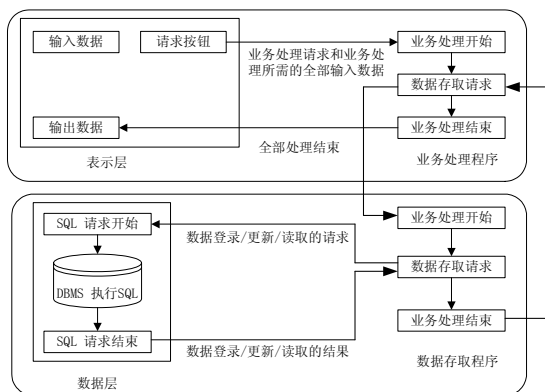 输入数据
请求按钮
业务处理开始
业务处理请求和业务处
理所需的全部输入数据
数据存取请求
输出数据
业务处理结束
全部处理结束
表示层
业务处理程序
SQL 请求开始
业务处理开始
数据登录/更新/读取的请求
数据存取请求
DBMS 执行SQL
业务处理结束
SQL 请求结束
数据登录/更新/读取的结果
数据存取程序
数据层